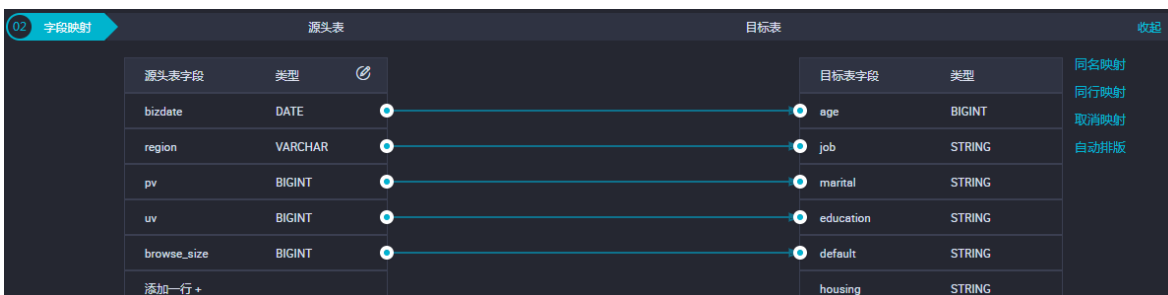 02 字段映射 源头表 目标表 收起
源头表字段 类型 目标表字段 类型 同名映射
同行映射
bizdate DATE age BIGINT
取消映射
region VARCHAR job STRING 自动排版
pv BIGINT marital STRING
uv BIGINT education STRING
browse_size BIGINT default STRING
添加一行 + housing STRING